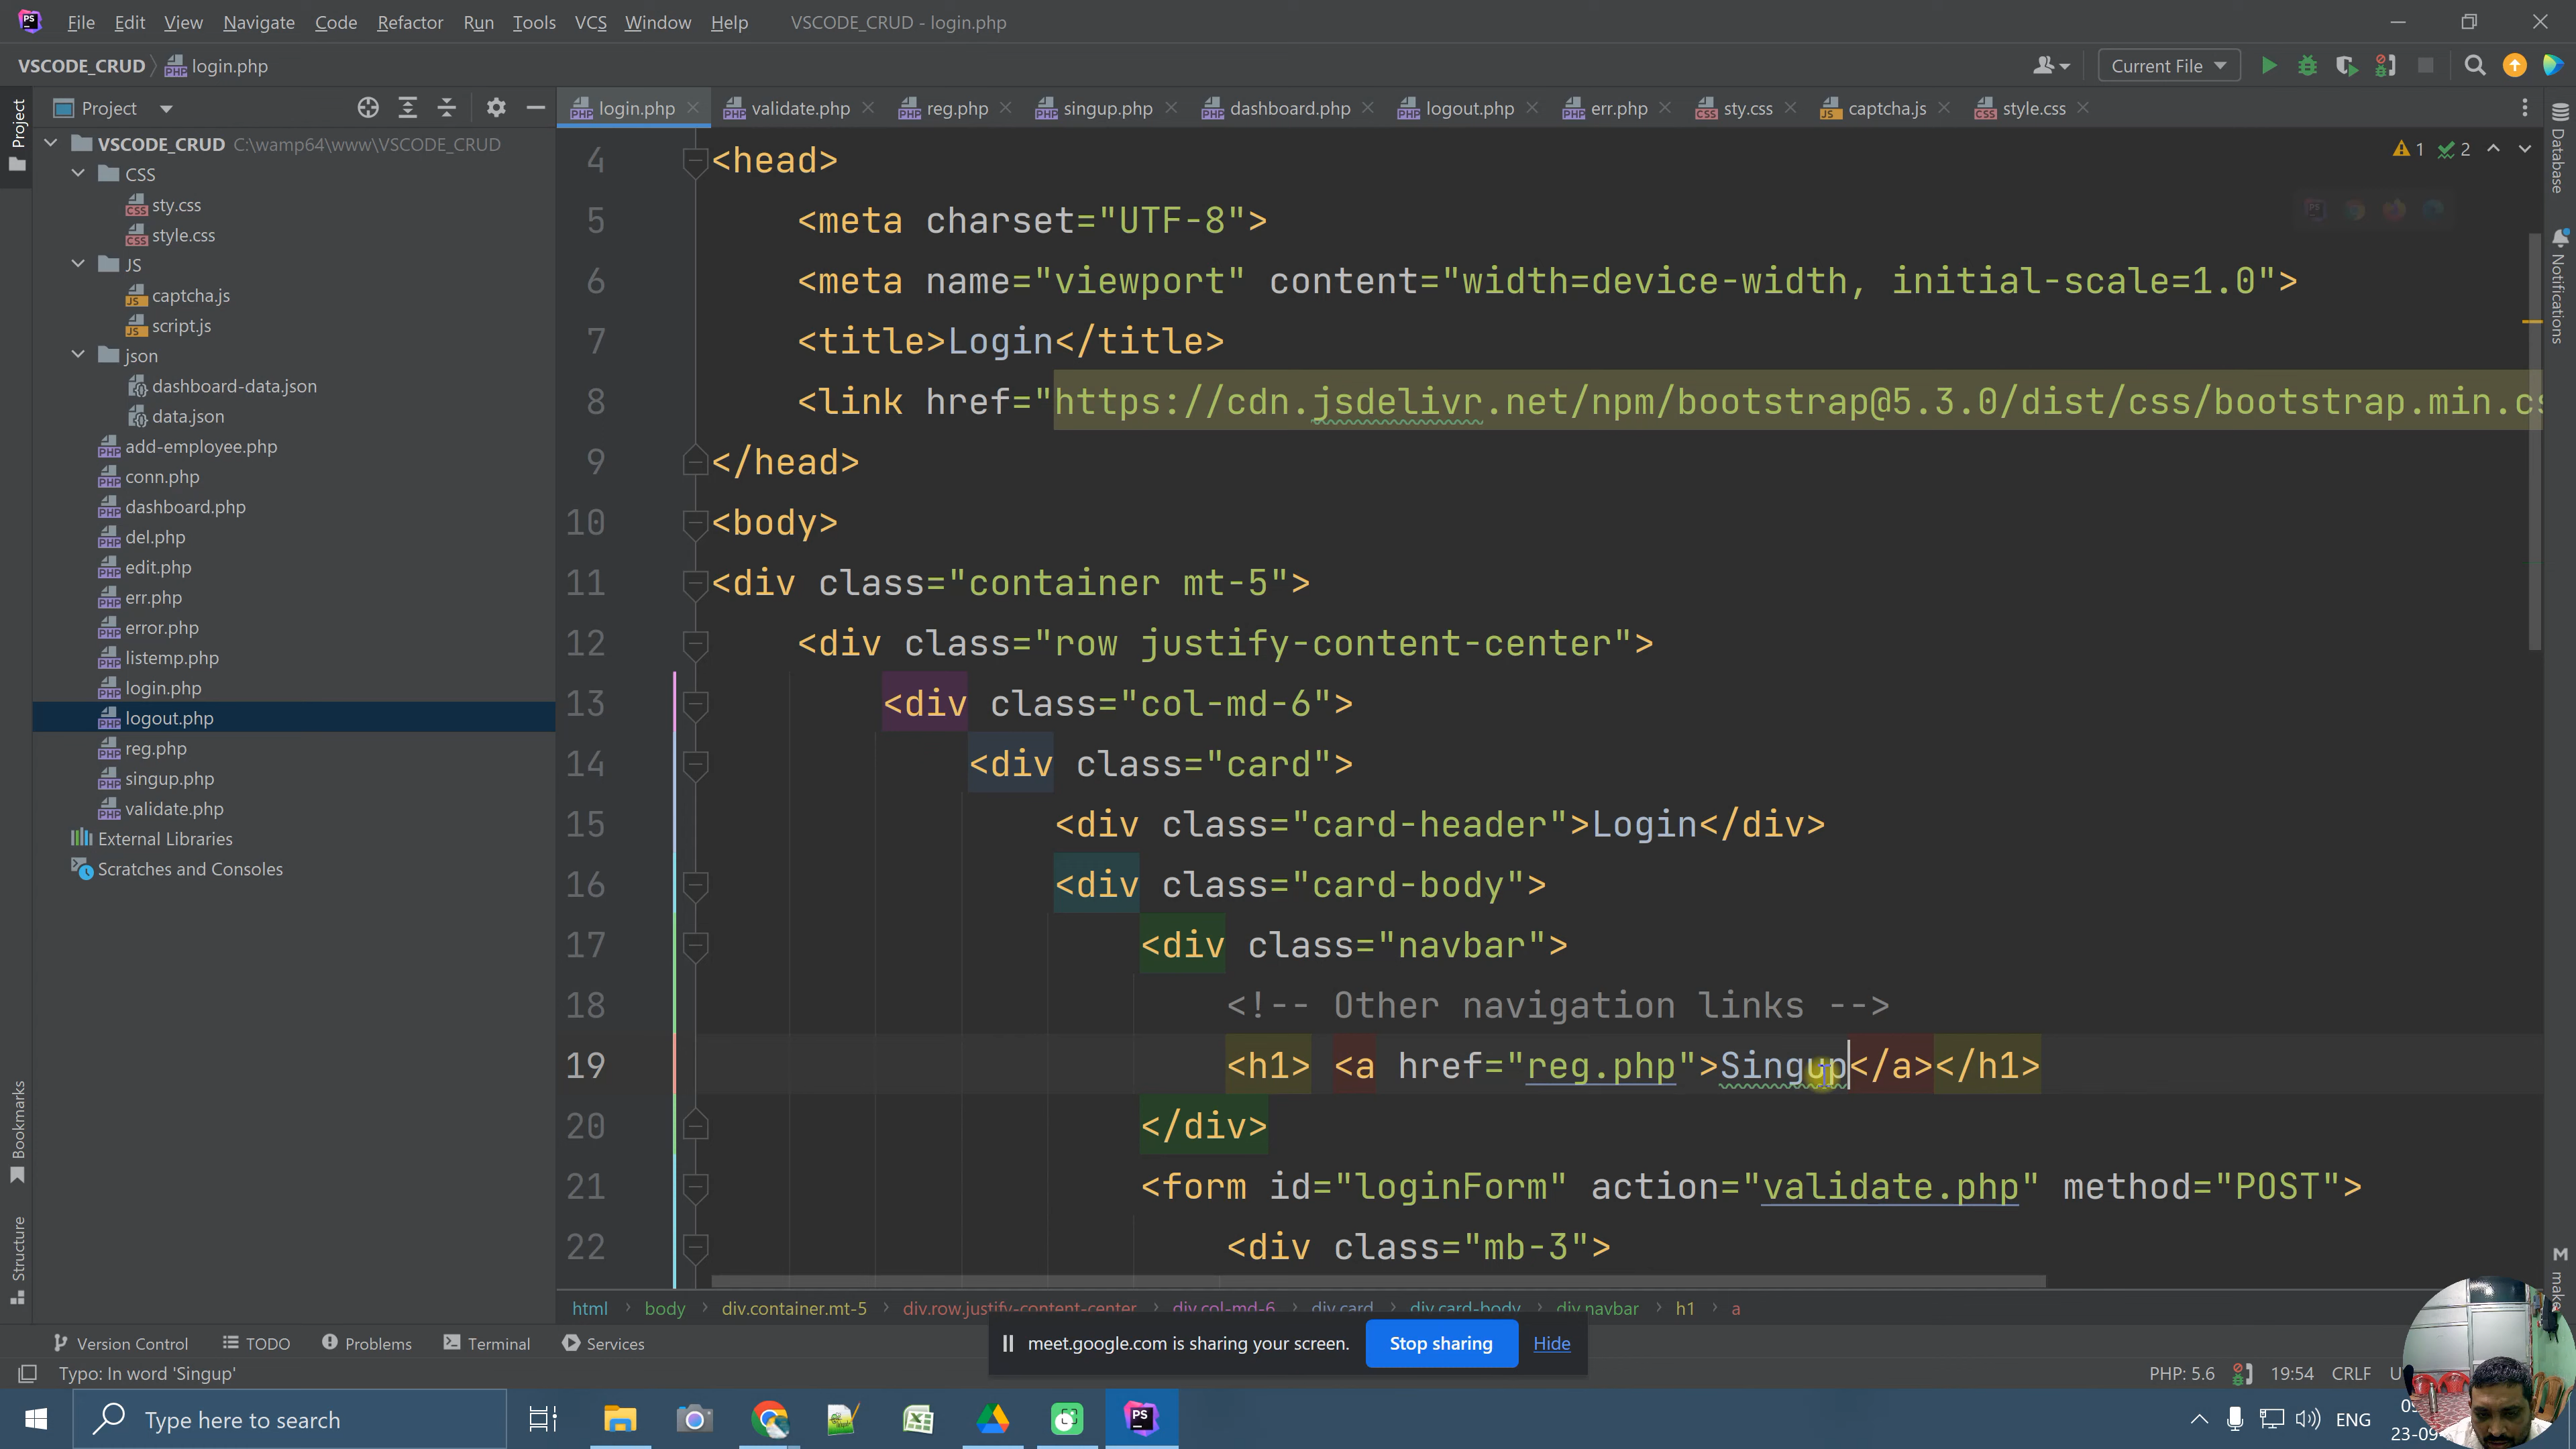 PS File Edit View Navigate Code Refactor Run Tools VCS Window Help VSCODE_CRUD - login.php
VSCODE_CRUD login.php Current File
Project
login.php validate.php reg.php singup.php dashboard.php logout.php err.php sty.css captcha.js style.css
VSCODE_CRUD C:\wamp64\www\VSCODE_CRUD
CSS
sty.css
style.css
JS
captcha.js
script.js
json
dashboard-data.json
data.json
add-employee.php
conn.php
dashboard.php
del.php
edit.php
err.php
error.php
listemp.php
login.php
logout.php
reg.php
singup.php
validate.php
External Libraries
Scratches and Consoles
Project
Bookmarks
Structure
4 <head>
5 <meta charset="UTF-8">
6 <meta name="viewport" content="width=device-width, initial-scale=1.0">
7 <title>Login</title>
8 <link href="https://cdn.jsdelivr.net/npm/bootstrap@5.3.0/dist/css/bootstrap.min.cs
9 </head>
10 <body>
11 <div class="container mt-5">
12 <div class="row justify-content-center">
13 <div class="col-md-6">
14 <div class="card">
15 <div class="card-header">Login</div>
16 <div class="card-body">
17 <div class="navbar">
18 <!-- Other navigation links -->
19 <h1> <a href="reg.php">Singup</a></h1>
20 </div>
21 <form id="loginForm" action="validate.php" method="POST">
22 <div class="mb-3">
1 2
Database
Notifications
M make
html body div.container.mt-5 div.row.justify-content-center div.col-md-6 div.card div.card-body div.navbar h1 a
Version Control TODO Problems Terminal Services
meet.google.com is sharing your screen. Stop sharing Hide
Typo: In word 'Singup' PHP: 5.6 19:54 CRLF U
Type here to search PS ENG
23-09